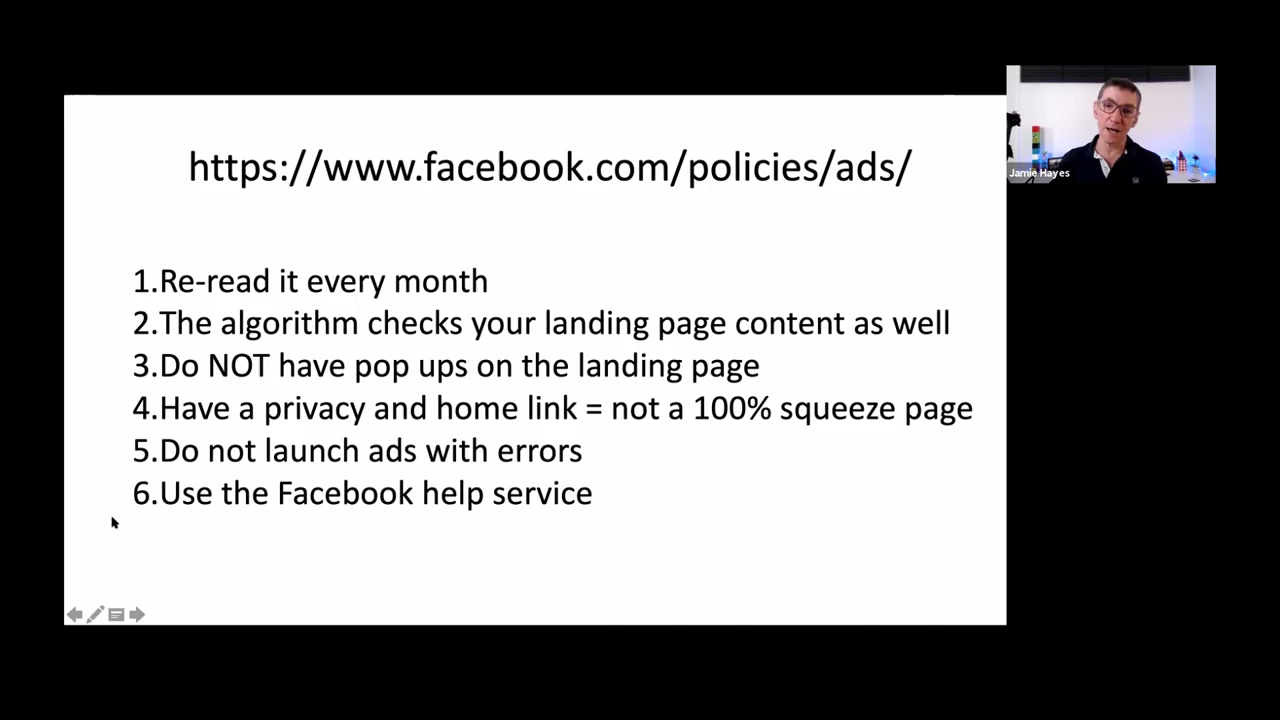 https://www.facebook.com/policies/ads/
1.Re-read it every month
2.The algorithm checks your landing page content as well
3.Do NOT have pop ups on the landing page
4.Have a privacy and home link = not a 100% squeeze page
5.Do not launch ads with errors
6.Use the Facebook help service
Jamie Hayes